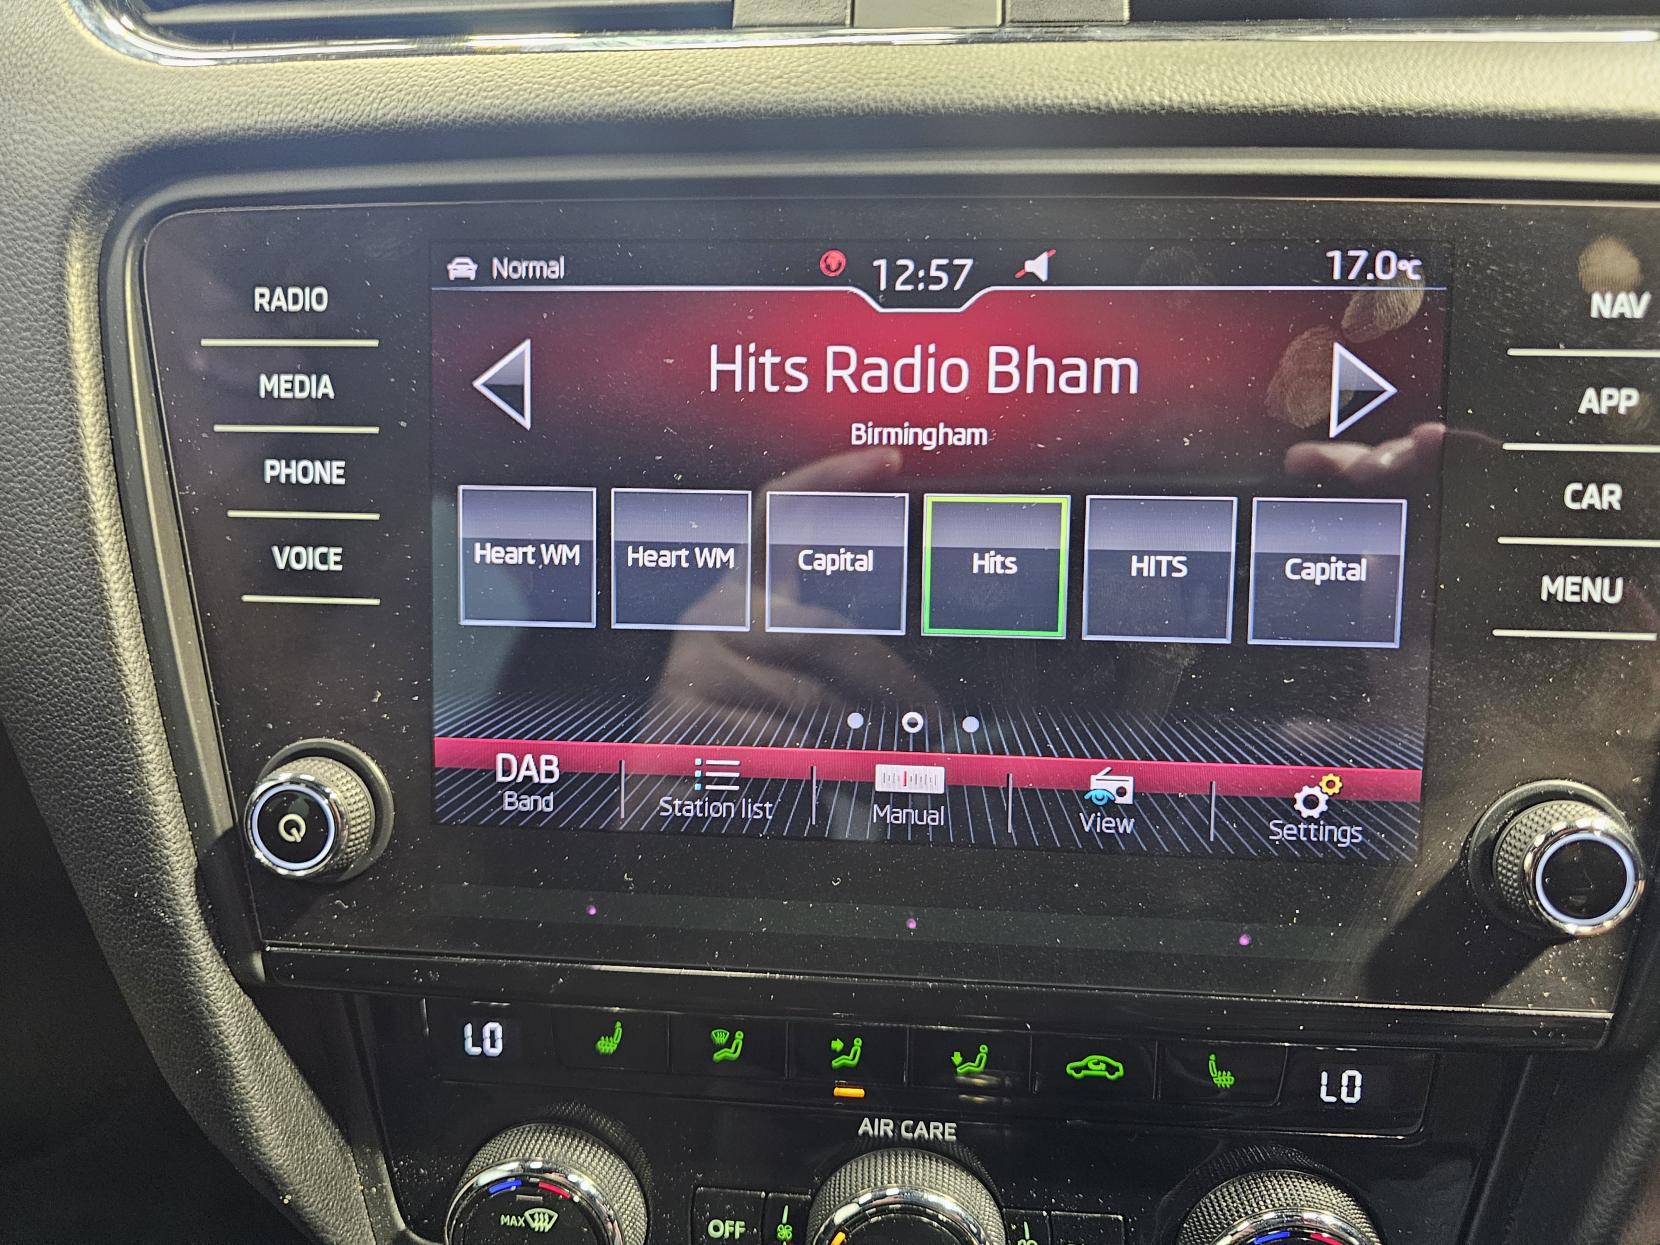 Normal
12:57
17.0°C
RADIO
MEDIA
PHONE
VOICE
NAV
APP
CAR
MENU
Hits Radio Bham
Birmingham
Heart WM
Heart WM
Capital
Hits
HITS
Capital
DAB
Band
Station list
Manual
View
Settings
LO
LO
AIR CARE
MAX
OFF